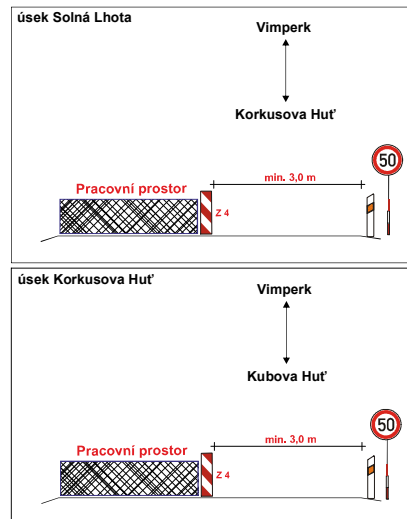 úsek Solná Lhota
Vimperk
Korkusova Huť
50
min. 3,0 m
Pracovní prostor
Z 4
úsek Korkusova Huť
Vimperk
Kubova Huť
50
min. 3,0 m
Pracovní prostor
Z 4